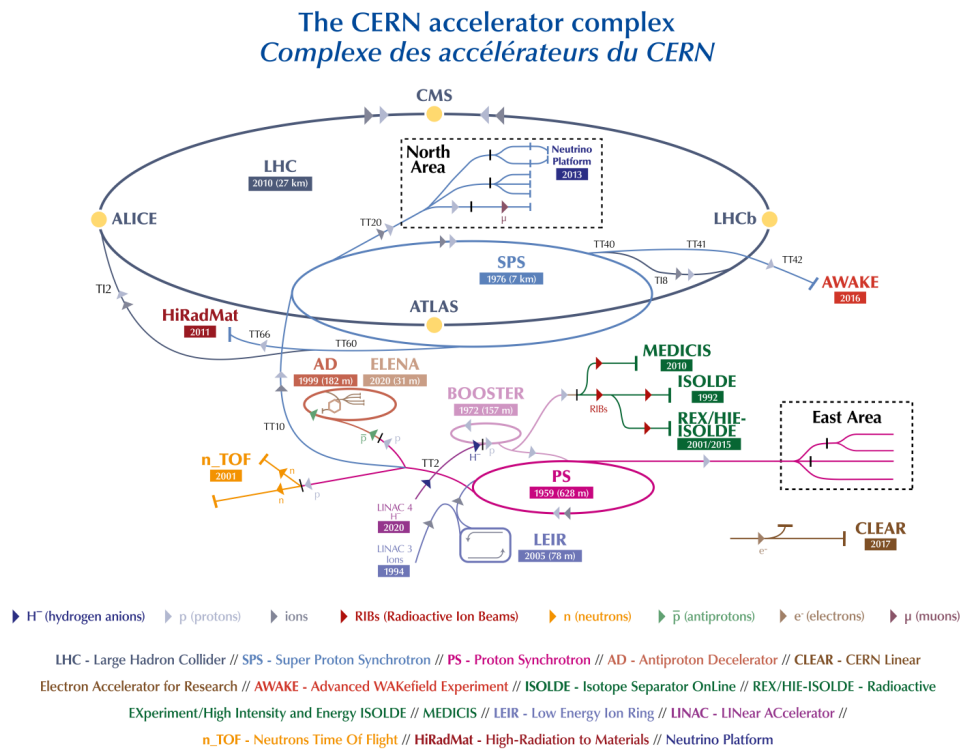 The CERN accelerator complex
Complexe des accélérateurs du CERN
CMS
LHC
2010 (27 km)
North
Area
Neutrino
Platform
2013
μ
ALICE
LHCb
TT20
TT40
TT41
TT42
SPS
1976 (7 km)
TI8
TI2
AWAKE
2016
ATLAS
HiRadMat
2011
TT66
TT60
AD
1999 (182 m)
ELENA
2020 (31 m)
MEDICIS
2010
BOOSTER
1972 (157 m)
ISOLDE
1992
RIBs
REX/HIE-
ISOLDE
2001/2015
East Area
TT10
p̅
p
H⁻
p
TT2
n_TOF
2001
n
n
p
PS
1959 (628 m)
LINAC 4
H⁻
2020
LINAC 3
Ions
1994
LEIR
2005 (78 m)
CLEAR
2017
e⁻
H⁻ (hydrogen anions)
p (protons)
ions
RIBs (Radioactive Ion Beams)
n (neutrons)
p̅ (antiprotons)
e⁻ (electrons)
μ (muons)
LHC - Large Hadron Collider // SPS - Super Proton Synchrotron // PS - Proton Synchrotron // AD - Antiproton Decelerator // CLEAR - CERN Linear
Electron Accelerator for Research // AWAKE - Advanced WAKefield Experiment // ISOLDE - Isotope Separator OnLine // REX/HIE-ISOLDE - Radioactive
EXperiment/High Intensity and Energy ISOLDE // MEDICIS // LEIR - Low Energy Ion Ring // LINAC - LINear ACcelerator //
n_TOF - Neutrons Time Of Flight // HiRadMat - High-Radiation to Materials // Neutrino Platform